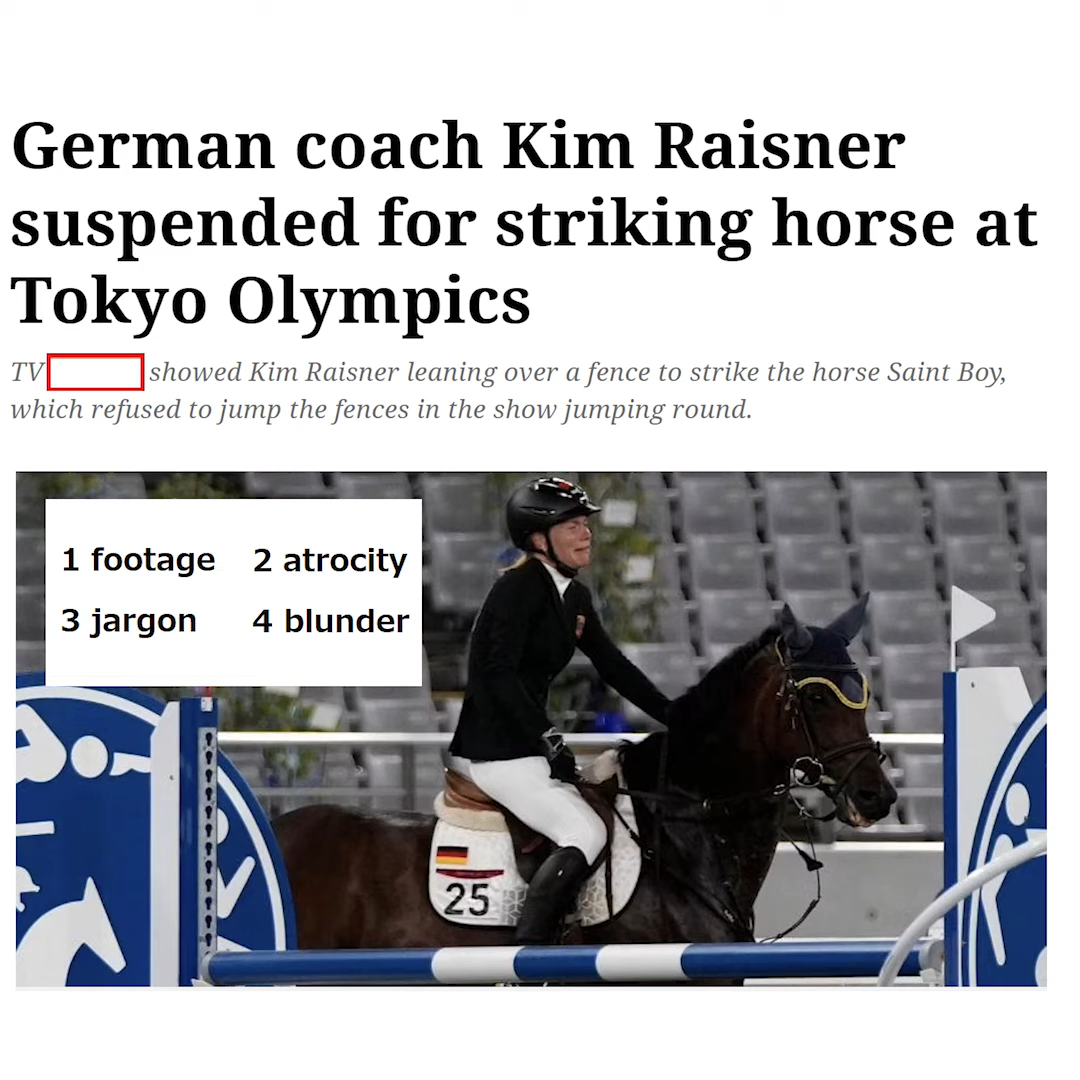 German coach Kim Raisner
suspended for striking horse at
Tokyo Olympics
TV showed Kim Raisner leaning over a fence to strike the horse Saint Boy,
which refused to jump the fences in the show jumping round.
1 footage 2 atrocity
3 jargon 4 blunder
25